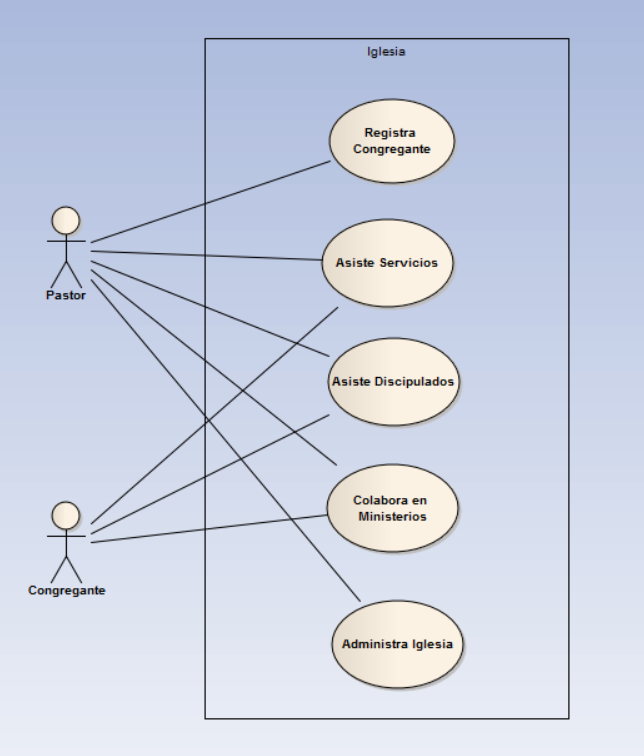 Iglesia
Registra
Congregante
Asiste Servicios
Pastor
Asiste Discipulados
Colabora en
Ministerios
Congregante
Administra Iglesia